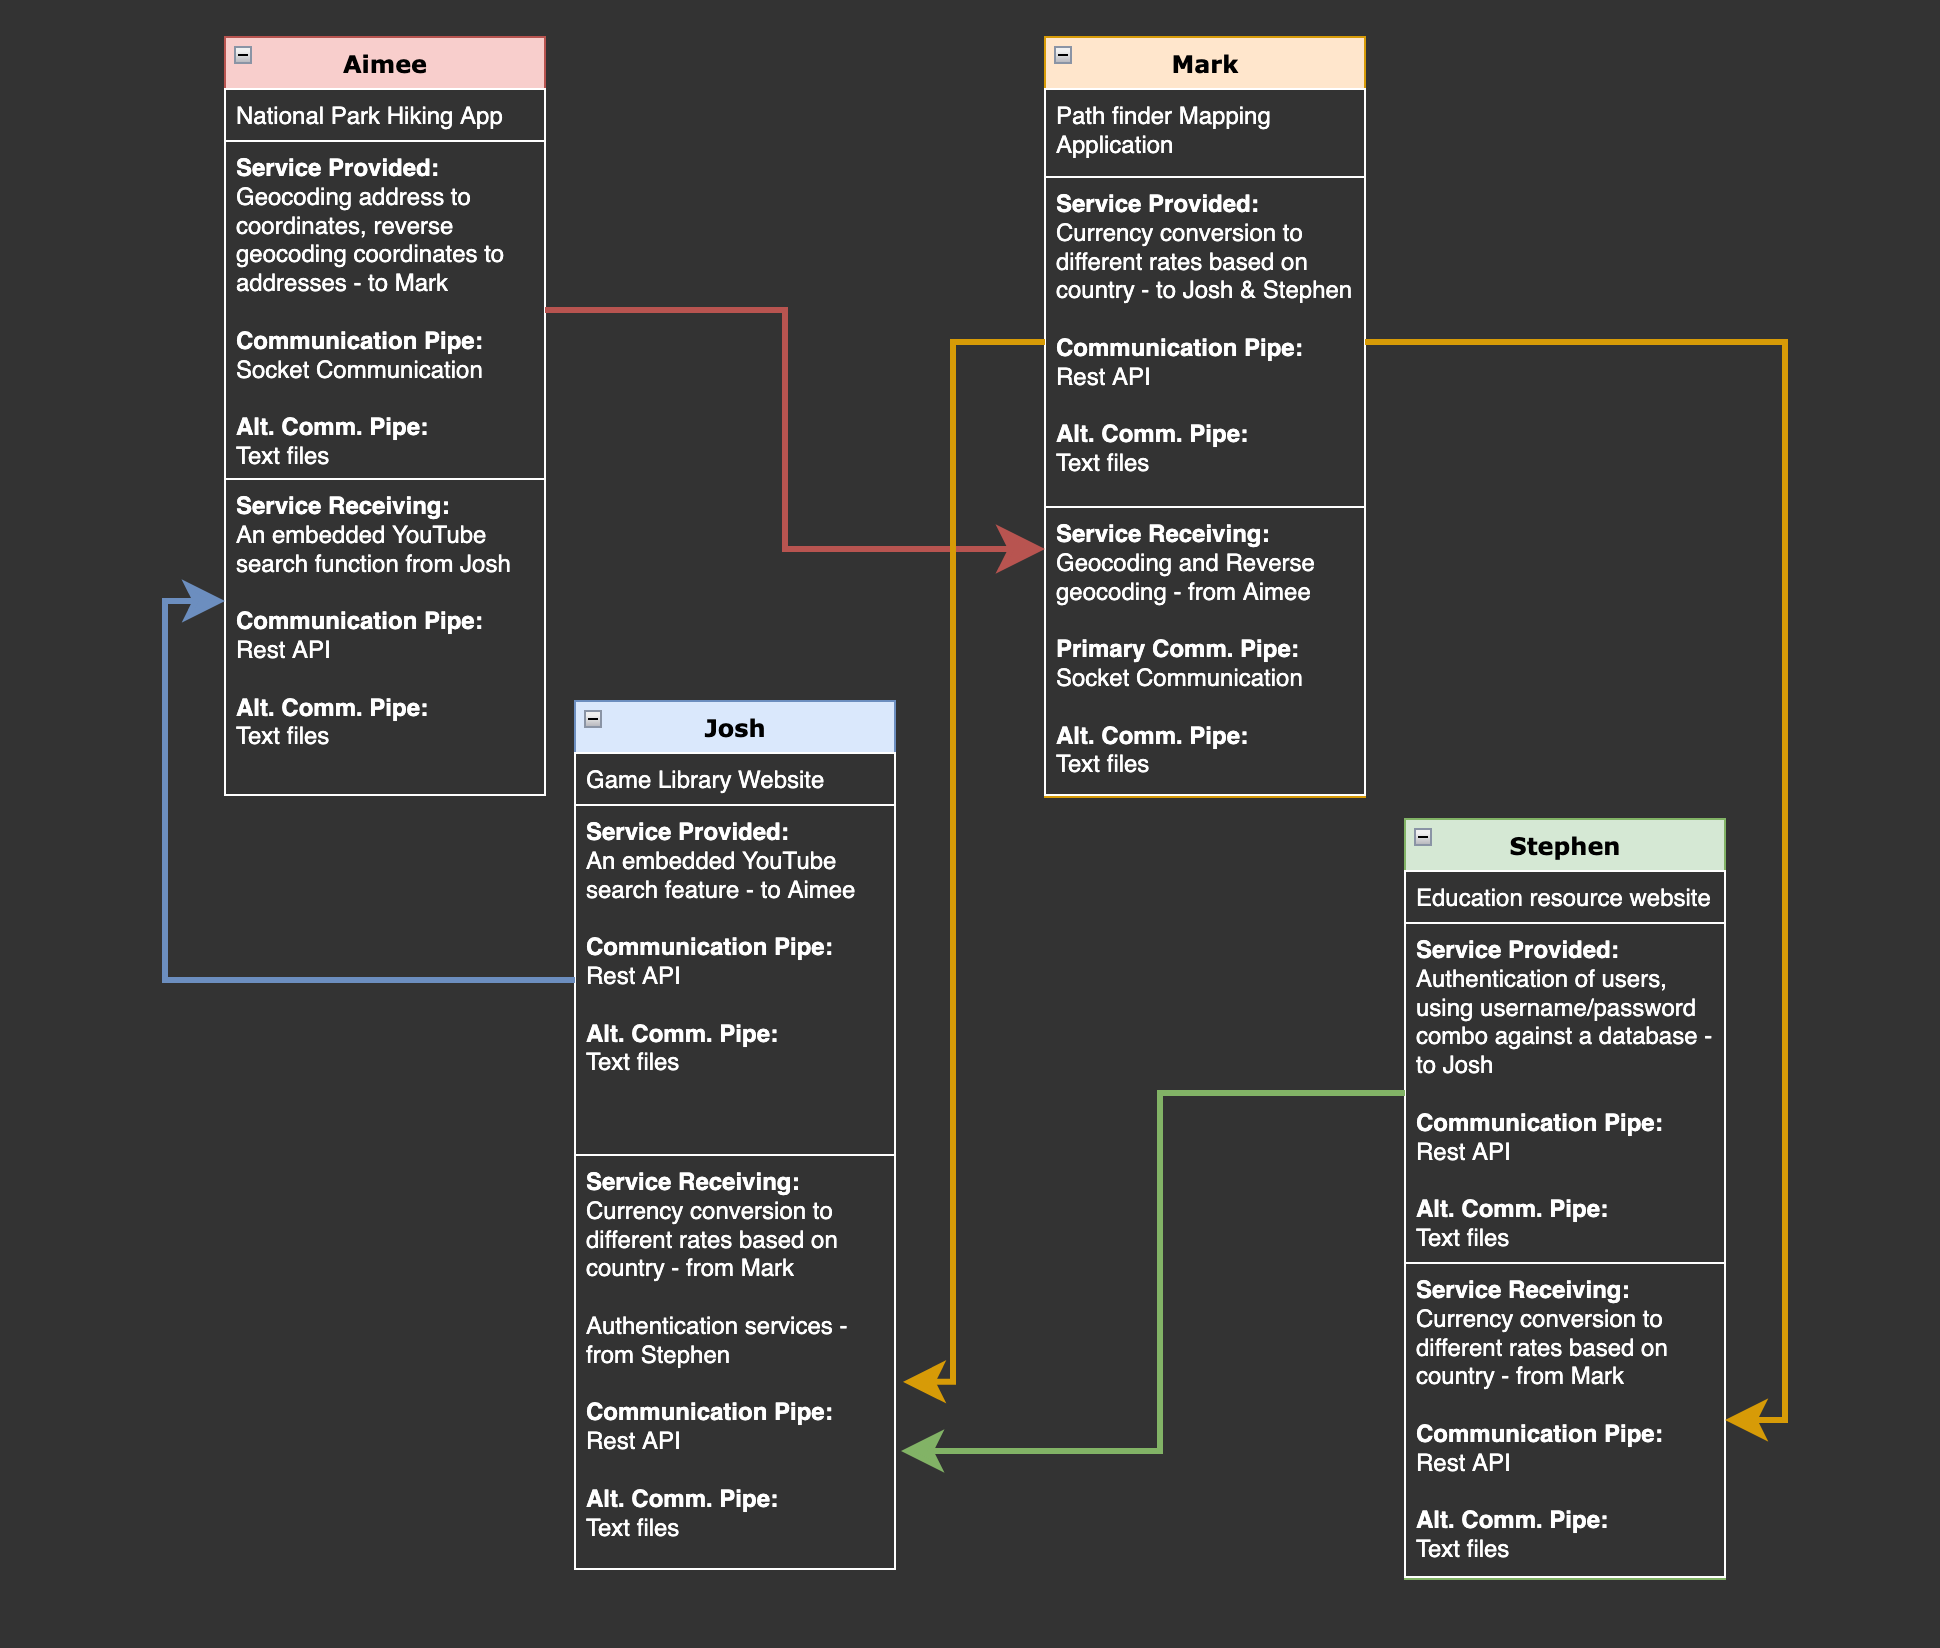 Aimee
National Park Hiking App
Service Provided:
Geocoding address to
coordinates, reverse
geocoding coordinates to
addresses - to Mark
Communication Pipe:
Socket Communication
Alt. Comm. Pipe:
Text files
Service Receiving:
An embedded YouTube
search function from Josh
Communication Pipe:
Rest API
Alt. Comm. Pipe:
Text files
Mark
Path finder Mapping
Application
Service Provided:
Currency conversion to
different rates based on
country - to Josh & Stephen
Communication Pipe:
Rest API
Alt. Comm. Pipe:
Text files
Service Receiving:
Geocoding and Reverse
geocoding - from Aimee
Primary Comm. Pipe:
Socket Communication
Alt. Comm. Pipe:
Text files
Josh
Game Library Website
Service Provided:
An embedded YouTube
search feature - to Aimee
Communication Pipe:
Rest API
Alt. Comm. Pipe:
Text files
Service Receiving:
Currency conversion to
different rates based on
country - from Mark
Authentication services -
from Stephen
Communication Pipe:
Rest API
Alt. Comm. Pipe:
Text files
Stephen
Education resource website
Service Provided:
Authentication of users,
using username/password
combo against a database -
to Josh
Communication Pipe:
Rest API
Alt. Comm. Pipe:
Text files
Service Receiving:
Currency conversion to
different rates based on
country - from Mark
Communication Pipe:
Rest API
Alt. Comm. Pipe:
Text files